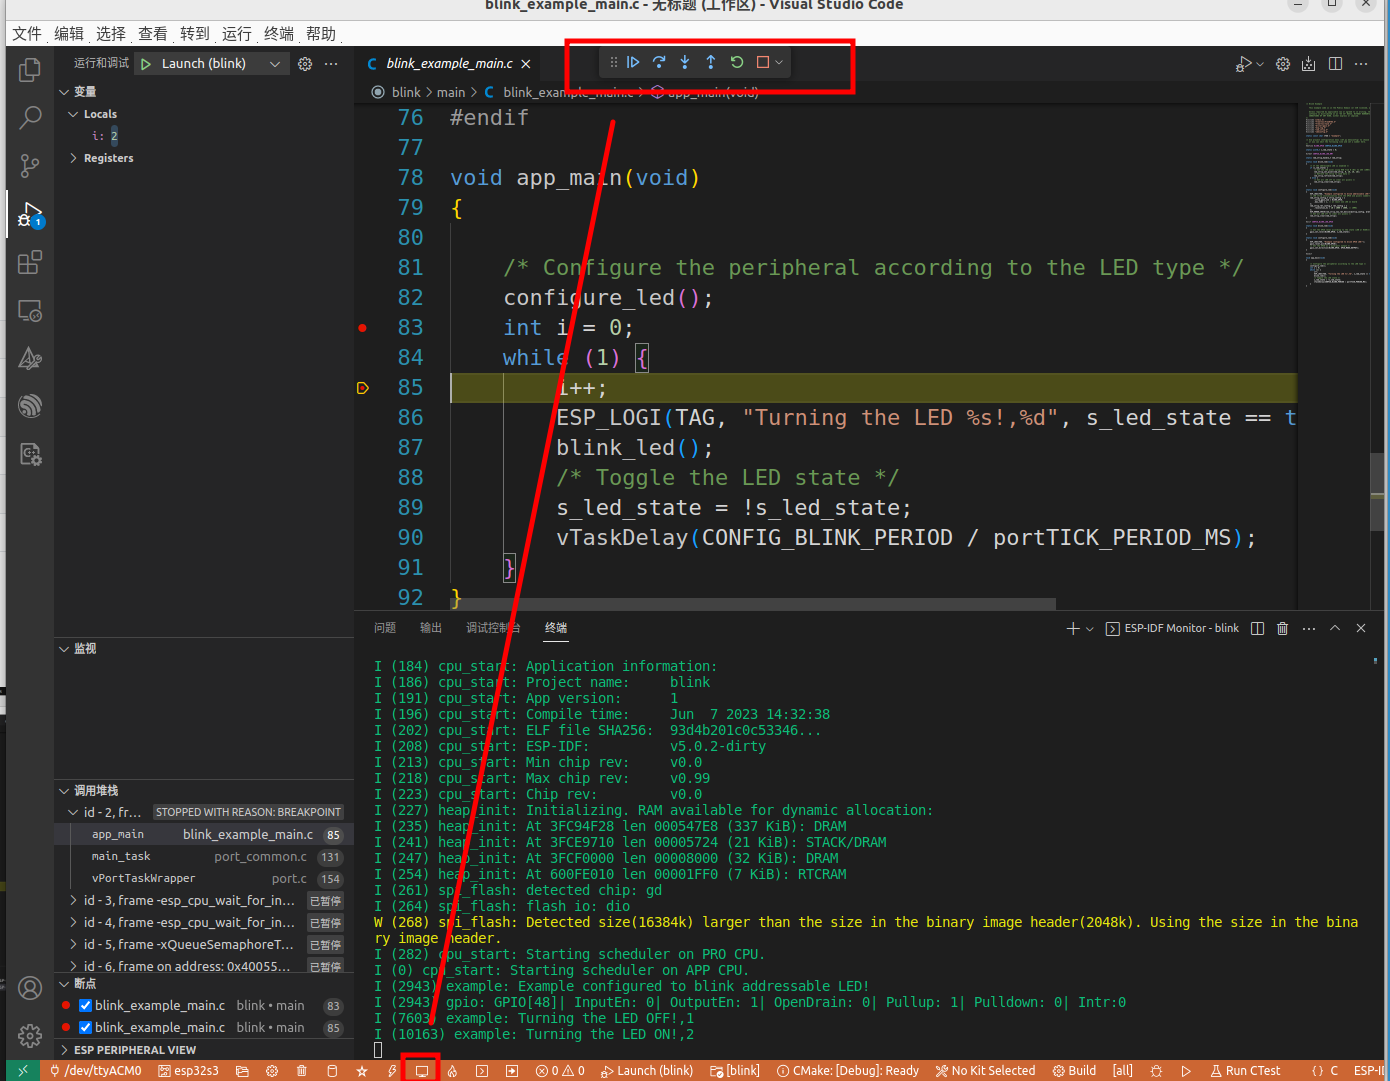 blink_example_main.c - 无标题 (工作区) - Visual Studio Code
文件 编辑 选择 查看 转到 运行 终端 帮助
运行和调试 Launch (blink) ···
变量
Locals
i: 2
Registers
监视
调用堆栈
id - 2, fr... STOPPED WITH REASON: BREAKPOINT
app_main blink_example_main.c 85
main_task port_common.c 131
vPortTaskWrapper port.c 154
id - 3, frame -esp_cpu_wait_for_in... 已暂停
id - 4, frame -esp_cpu_wait_for_in... 已暂停
id - 5, frame -xQueueSemaphoreT... 已暂停
id - 6, frame on address: 0x40055... 已暂停
断点
blink_example_main.c blink • main 83
blink_example_main.c blink • main 85
ESP PERIPHERAL VIEW
1
C blink_example_main.c
blink > main > C blink_example_main.c > app_main(void)
76 #endif
77
78 void app_main(void)
79 {
80
81 /* Configure the peripheral according to the LED type */
82 configure_led();
83 int i = 0;
84 while (1) {
85 i++;
86 ESP_LOGI(TAG, "Turning the LED %s!,%d", s_led_state == t
87 blink_led();
88 /* Toggle the LED state */
89 s_led_state = !s_led_state;
90 vTaskDelay(CONFIG_BLINK_PERIOD / portTICK_PERIOD_MS);
91 }
92 }
问题 输出 调试控制台 终端 ESP-IDF Monitor - blink
I (184) cpu_start: Application information:
I (186) cpu_start: Project name:     blink
I (191) cpu_start: App version:      1
I (196) cpu_start: Compile time:     Jun  7 2023 14:32:38
I (202) cpu_start: ELF file SHA256:  93d4b201c0c53346...
I (208) cpu_start: ESP-IDF:          v5.0.2-dirty
I (213) cpu_start: Min chip rev:     v0.0
I (218) cpu_start: Max chip rev:     v0.99
I (223) cpu_start: Chip rev:         v0.0
I (227) heap_init: Initializing. RAM available for dynamic allocation:
I (235) heap_init: At 3FC94F28 len 000547E8 (337 KiB): DRAM
I (241) heap_init: At 3FCE9710 len 00005724 (21 KiB): STACK/DRAM
I (247) heap_init: At 3FCF0000 len 00008000 (32 KiB): DRAM
I (254) heap_init: At 600FE010 len 00001FF0 (7 KiB): RTCRAM
I (261) spi_flash: detected chip: gd
I (264) spi_flash: flash io: dio
W (268) spi_flash: Detected size(16384k) larger than the size in the binary image header(2048k). Using the size in the bina
ry image header.
I (282) cpu_start: Starting scheduler on PRO CPU.
I (0) cpu_start: Starting scheduler on APP CPU.
I (2943) example: Example configured to blink addressable LED!
I (2943) gpio: GPIO[48]| InputEn: 0| OutputEn: 1| OpenDrain: 0| Pullup: 1| Pulldown: 0| Intr:0
I (7603) example: Turning the LED OFF!,1
I (10163) example: Turning the LED ON!,2
/dev/ttyACM0 esp32s3 0 0 Launch (blink) [blink] CMake: [Debug]: Ready No Kit Selected Build [all] Run CTest {} C ESP-I